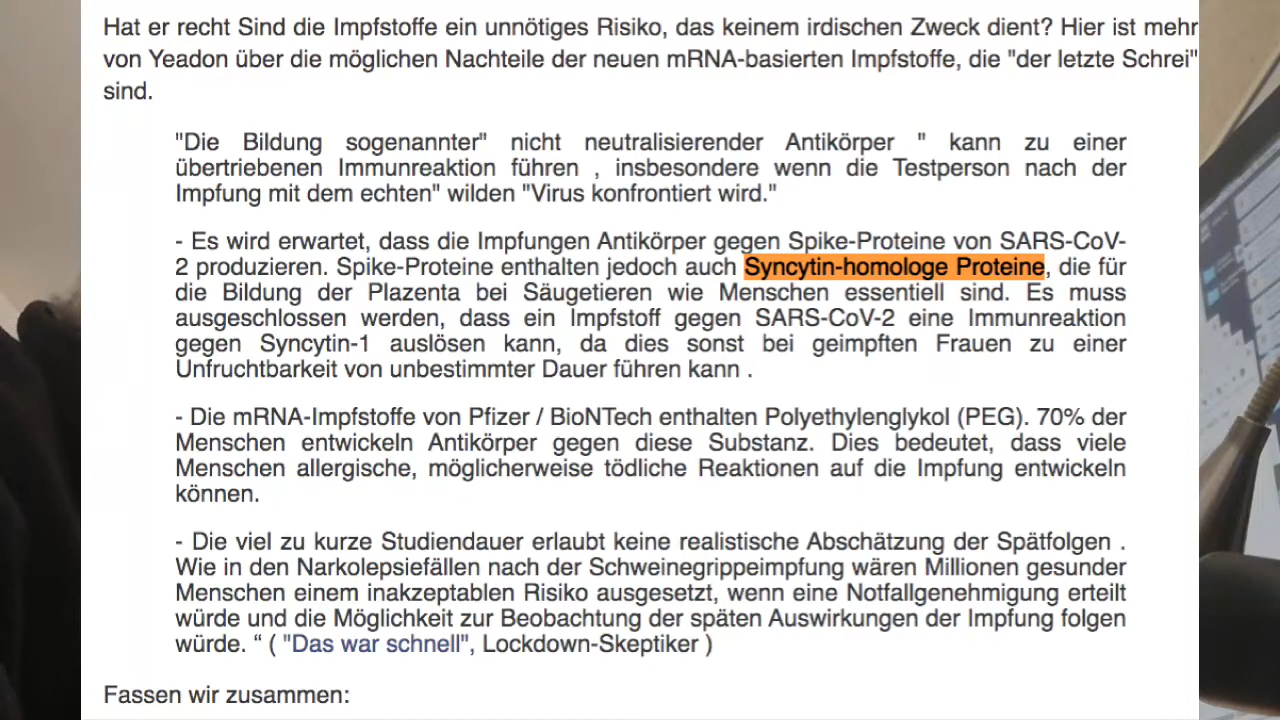 Hat er recht Sind die Impfstoffe ein unnötiges Risiko, das keinem irdischen Zweck dient? Hier ist mehr
von Yeadon über die möglichen Nachteile der neuen mRNA-basierten Impfstoffe, die "der letzte Schrei"
sind.
"Die Bildung sogenannter" nicht neutralisierender Antikörper " kann zu einer
übertriebenen Immunreaktion führen , insbesondere wenn die Testperson nach der
Impfung mit dem echten" wilden "Virus konfrontiert wird."
- Es wird erwartet, dass die Impfungen Antikörper gegen Spike-Proteine von SARS-CoV-
2 produzieren. Spike-Proteine enthalten jedoch auch Syncytin-homologe Proteine, die für
die Bildung der Plazenta bei Säugetieren wie Menschen essentiell sind. Es muss
ausgeschlossen werden, dass ein Impfstoff gegen SARS-CoV-2 eine Immunreaktion
gegen Syncytin-1 auslösen kann, da dies sonst bei geimpften Frauen zu einer
Unfruchtbarkeit von unbestimmter Dauer führen kann .
- Die mRNA-Impfstoffe von Pfizer / BioNTech enthalten Polyethylenglykol (PEG). 70% der
Menschen entwickeln Antikörper gegen diese Substanz. Dies bedeutet, dass viele
Menschen allergische, möglicherweise tödliche Reaktionen auf die Impfung entwickeln
können.
- Die viel zu kurze Studiendauer erlaubt keine realistische Abschätzung der Spätfolgen .
Wie in den Narkolepsiefällen nach der Schweinegrippeimpfung wären Millionen gesunder
Menschen einem inakzeptablen Risiko ausgesetzt, wenn eine Notfallgenehmigung erteilt
würde und die Möglichkeit zur Beobachtung der späten Auswirkungen der Impfung folgen
würde. “ ( "Das war schnell", Lockdown-Skeptiker )
Fassen wir zusammen: